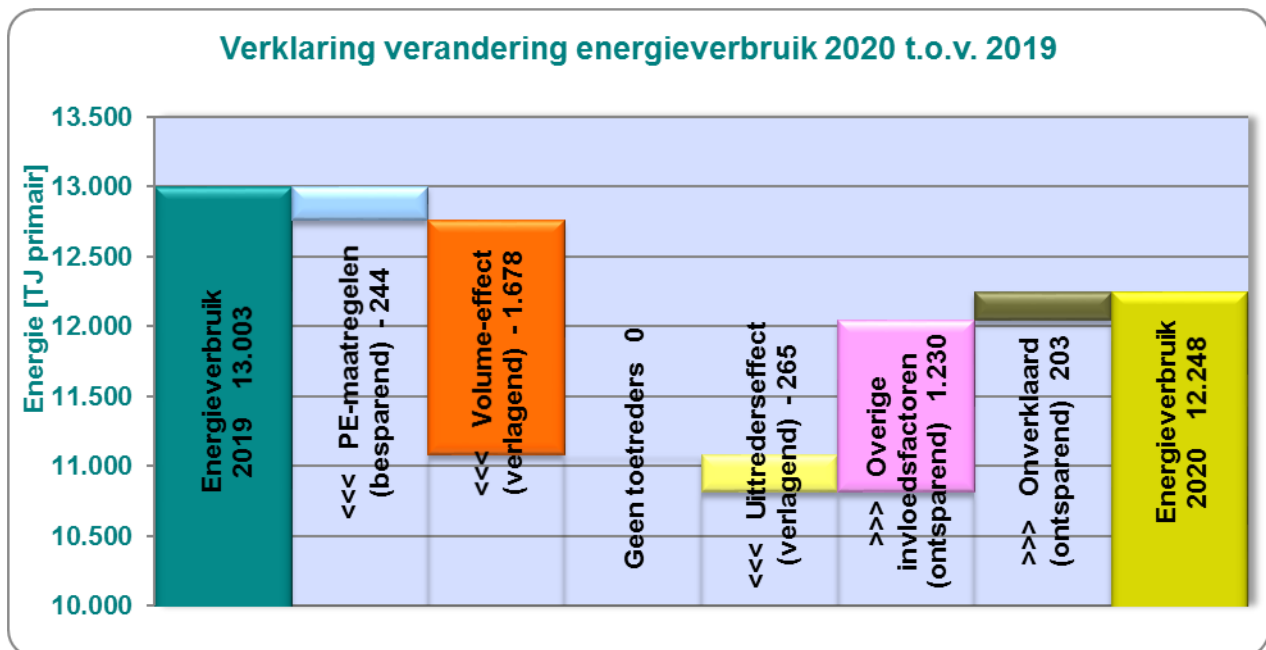 Verklaring verandering energieverbruik 2020 t.o.v. 2019
Energie [TJ primair]
13.500
13.000
12.500
12.000
11.500
11.000
10.500
10.000
Energieverbruik
2019 13.003
<<< PE-maatregelen
(besparend) - 244
<<< Volume-effect
(verlagend) - 1.678
Geen toetreders 0
<<< Uittrederseffect
(verlagend) - 265
>>> Overige
invloedsfactoren
(ontsparend) 1.230
>>> Onverklaard
(ontsparend) 203
Energieverbruik
2020 12.248